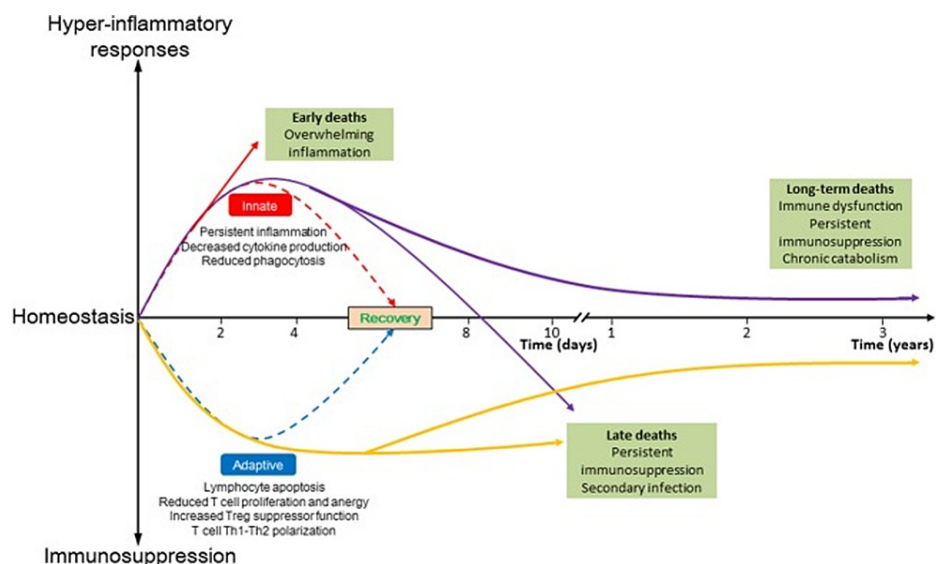 Hyper-inflammatory
responses
Early deaths
Overwhelming
inflammation
Innate
Persistent inflammation
Decreased cytokine production
Reduced phagocytosis
Long-term deaths
Immune dysfunction
Persistent
immunosuppression
Chronic catabolism
Homeostasis
2
4
Recovery
8
10
1
2
3
Time (days)
Time (years)
Late deaths
Persistent
immunosuppression
Secondary infection
Adaptive
Lymphocyte apoptosis
Reduced T cell proliferation and anergy
Increased Treg suppressor function
T cell Th1-Th2 polarization
Immunosuppression